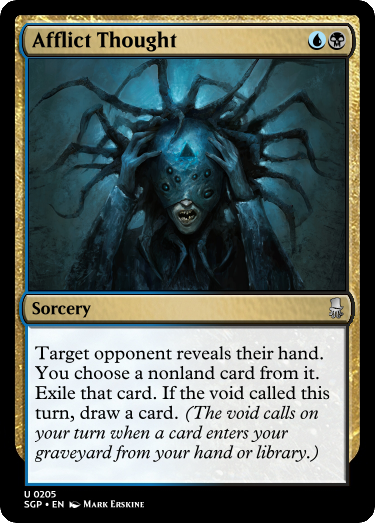 Afflict Thought
Sorcery
Target opponent reveals their hand.
You choose a nonland card from it.
Exile that card. If the void called this
turn, draw a card. (The void calls on
your turn when a card enters your
graveyard from your hand or library.)
U 0205
SGP • EN Mark Erskine